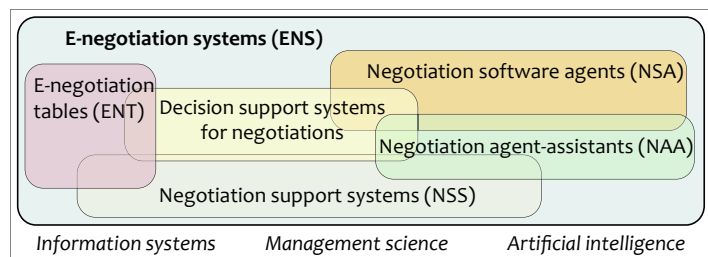 E-negotiation systems (ENS)
E-negotiation
tables (ENT)
Decision support systems
for negotiations
Negotiation software agents (NSA)
Negotiation agent-assistants (NAA)
Negotiation support systems (NSS)
Information systems
Management science
Artificial intelligence